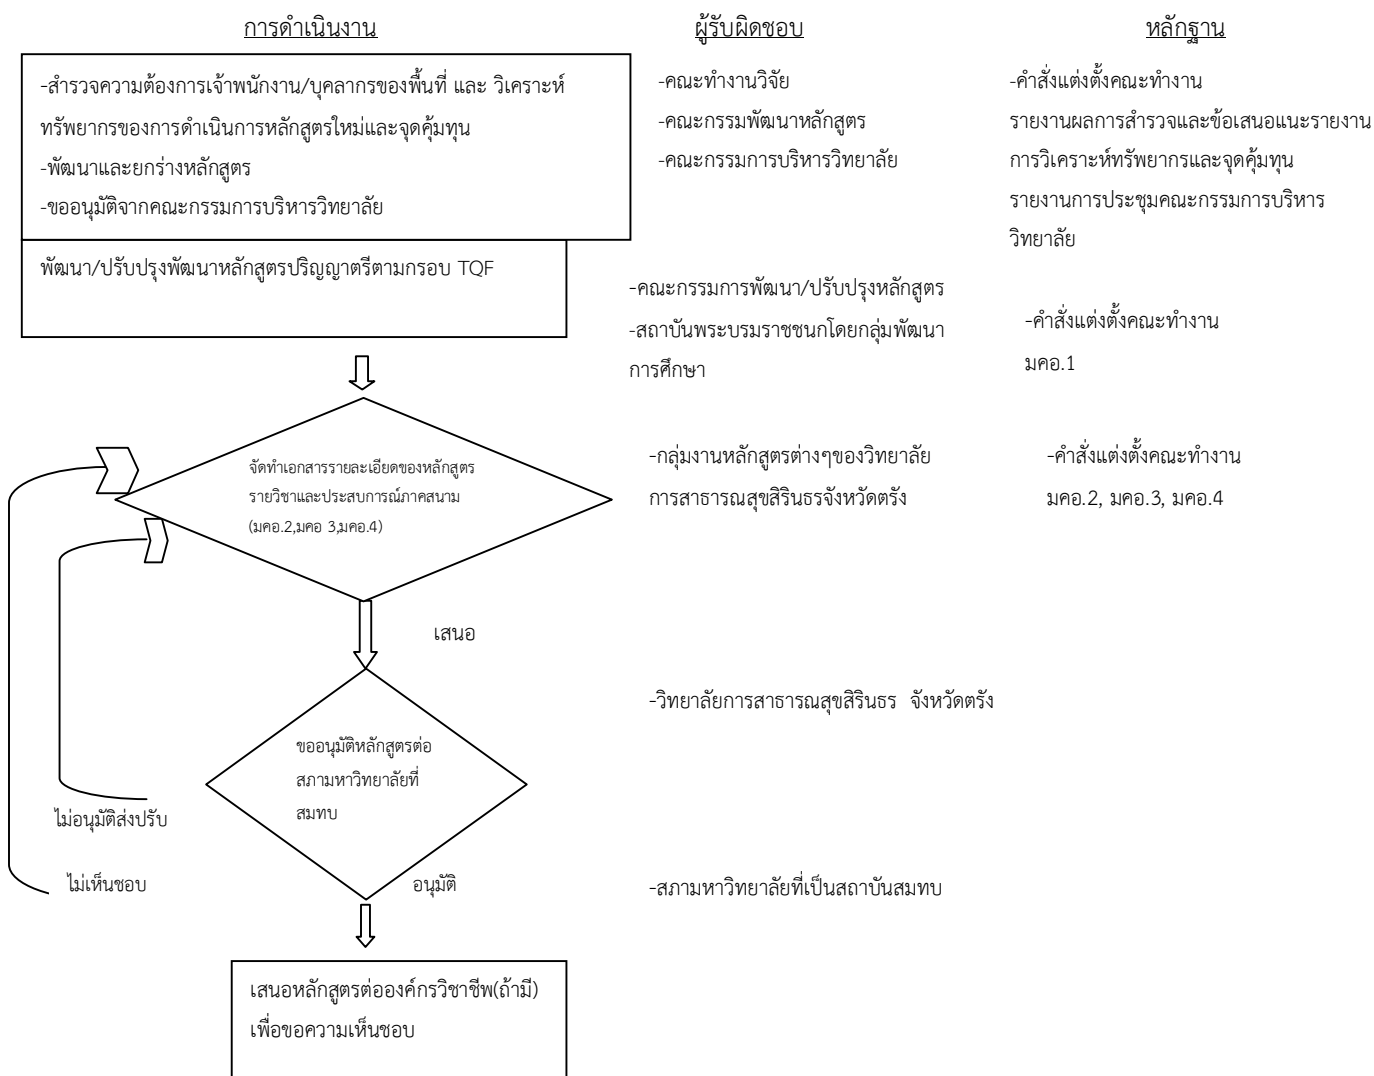 การดำเนินงาน
ผู้รับผิดชอบ
หลักฐาน
-สำรวจความต้องการเจ้าพนักงาน/บุคลากรของพื้นที่ และ วิเคราะห์
ทรัพยากรของการดำเนินการหลักสูตรใหม่และจุดคุ้มทุน
-พัฒนาและยกร่างหลักสูตร
-ขออนุมัติจากคณะกรรมการบริหารวิทยาลัย
-คณะทำงานวิจัย
-คณะกรรมพัฒนาหลักสูตร
-คณะกรรมการบริหารวิทยาลัย
-คำสั่งแต่งตั้งคณะทำงาน
รายงานผลการสำรวจและข้อเสนอแนะรายงาน
การวิเคราะห์ทรัพยากรและจุดคุ้มทุน
รายงานการประชุมคณะกรรมการบริหาร
วิทยาลัย
พัฒนา/ปรับปรุงพัฒนาหลักสูตรปริญญาตรีตามกรอบ TQF
-คณะกรรมการพัฒนา/ปรับปรุงหลักสูตร
-สถาบันพระบรมราชชนกโดยกลุ่มพัฒนา
การศึกษา
-คำสั่งแต่งตั้งคณะทำงาน
มคอ.1
จัดทำเอกสารรายละเอียดของหลักสูตร
รายวิชาและประสบการณ์ภาคสนาม
(มคอ.2,มคอ 3,มคอ.4)
-กลุ่มงานหลักสูตรต่างๆของวิทยาลัย
การสาธารณสุขสิรินธรจังหวัดตรัง
-คำสั่งแต่งตั้งคณะทำงาน
มคอ.2, มคอ.3, มคอ.4
เสนอ
-วิทยาลัยการสาธารณสุขสิรินธร จังหวัดตรัง
ขออนุมัติหลักสูตรต่อ
สภามหาวิทยาลัยที่
สมทบ
ไม่อนุมัติส่งปรับ
ไม่เห็นชอบ
อนุมัติ
-สภามหาวิทยาลัยที่เป็นสถาบันสมทบ
เสนอหลักสูตรต่อองค์กรวิชาชีพ(ถ้ามี)
เพื่อขอความเห็นชอบ